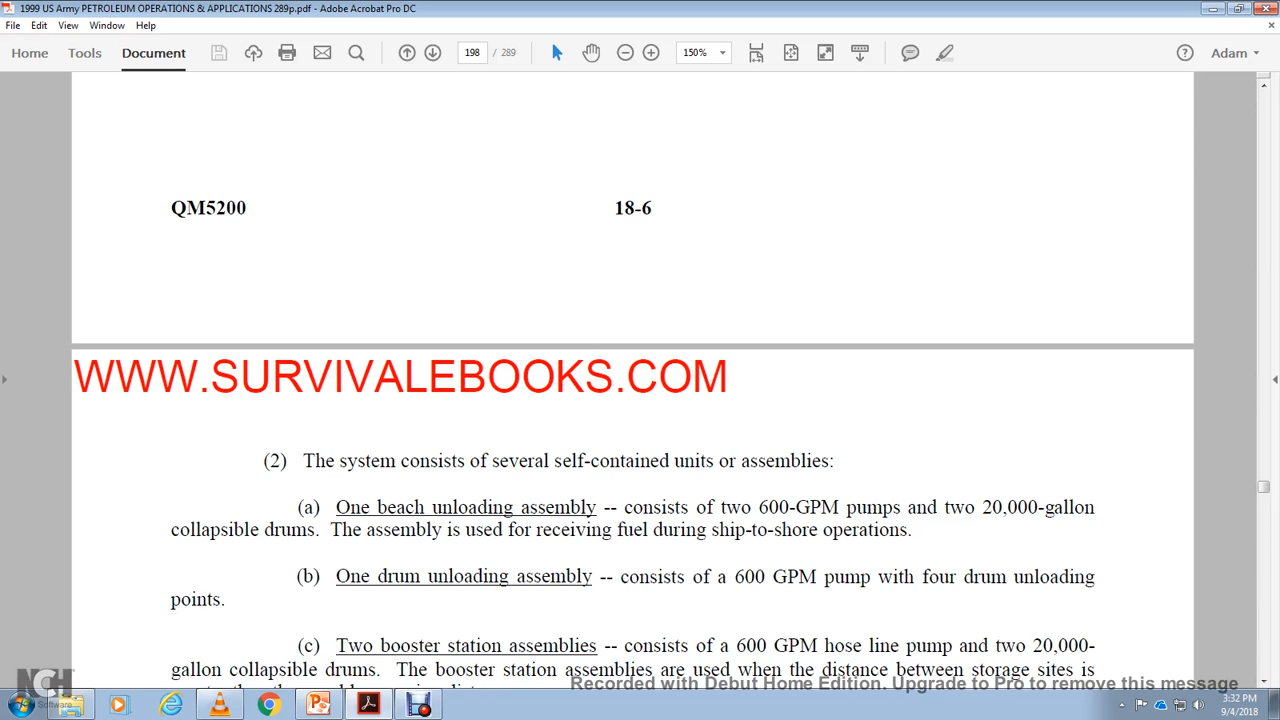 1999 US Army PETROLEUM OPERATIONS & APPLICATIONS 289p.pdf - Adobe Acrobat Pro DC
File Edit View Window Help
Home Tools Document 198 / 289 150% Adam
QM5200 18-6
WWW.SURVIVALEBOOKS.COM
(2) The system consists of several self-contained units or assemblies:
(a) One beach unloading assembly -- consists of two 600-GPM pumps and two 20,000-gallon
collapsible drums. The assembly is used for receiving fuel during ship-to-shore operations.
(b) One drum unloading assembly -- consists of a 600 GPM pump with four drum unloading
points.
(c) Two booster station assemblies -- consists of a 600 GPM hose line pump and two 20,000-
gallon collapsible drums. The booster station assemblies are used when the distance between storage sites is
Recorded with Debut Home Edition. Upgrade to Pro to remove this message
NCH Software
3:32 PM
9/4/2018